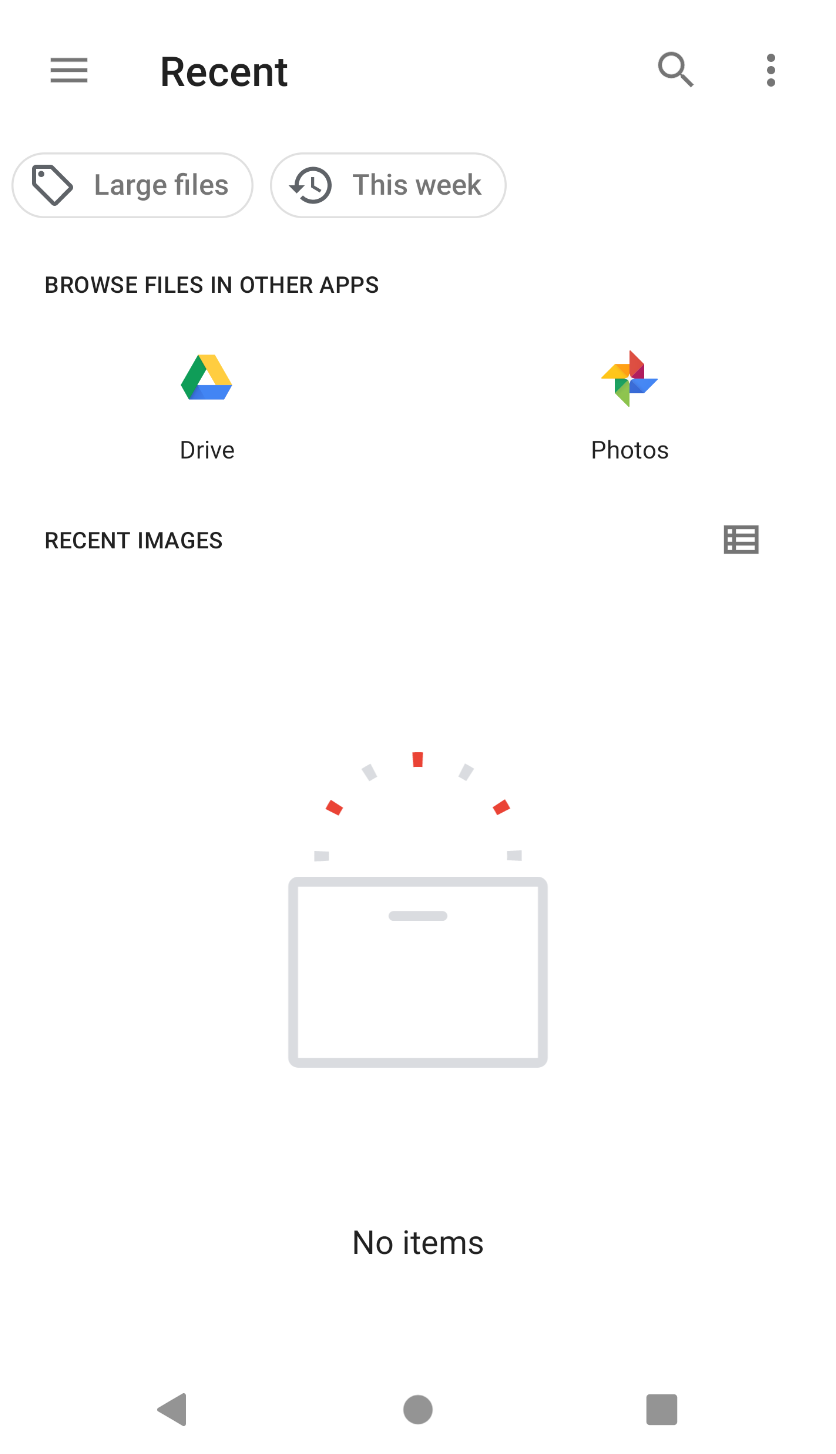 Recent
Large files
This week
BROWSE FILES IN OTHER APPS
Drive
Photos
RECENT IMAGES
No items